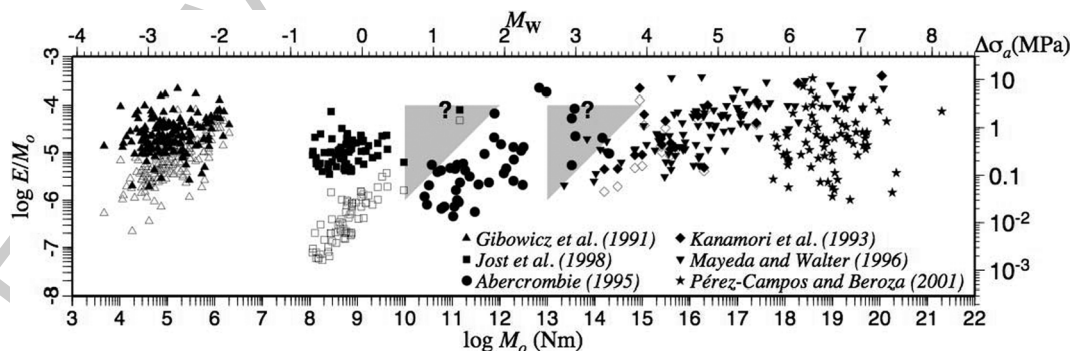 M_W
-4 -3 -2 -1 0 1 2 3 4 5 6 7 8
Δσ_a (MPa)
log E/M_o
-3
-4
-5
-6
-7
-8
10
1
0.1
10^-2
10^-3
? ?
▲ Gibowicz et al. (1991) ◆ Kanamori et al. (1993)
■ Jost et al. (1998) ▼ Mayeda and Walter (1996)
● Abercrombie (1995) ★ Pérez-Campos and Beroza (2001)
3 4 5 6 7 8 9 10 11 12 13 14 15 16 17 18 19 20 21 22
log M_o (Nm)